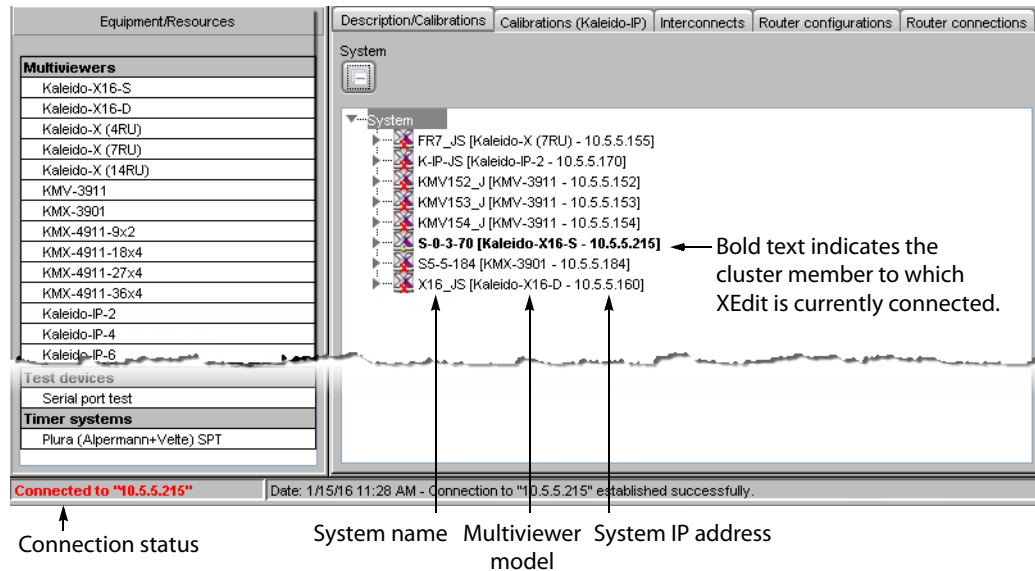 Equipment/Resources
Multiviewers
Kaleido-X16-S
Kaleido-X16-D
Kaleido-X (4RU)
Kaleido-X (7RU)
Kaleido-X (14RU)
KMV-3911
KMX-3901
KMX-4911-9x2
KMX-4911-18x4
KMX-4911-27x4
KMX-4911-36x4
Kaleido-IP-2
Kaleido-IP-4
Kaleido-IP-6
Test devices
Serial port test
Timer systems
Plura (Alpermann+Velte) SPT
Description/Calibrations
Calibrations (Kaleido-IP)
Interconnects
Router configurations
Router connections
System
System
FR7_JS [Kaleido-X (7RU) - 10.5.5.155]
K-IP-JS [Kaleido-IP-2 - 10.5.5.170]
KMV152_J [KMV-3911 - 10.5.5.152]
KMV153_J [KMV-3911 - 10.5.5.153]
KMV154_J [KMV-3911 - 10.5.5.154]
S-0-3-70 [Kaleido-X16-S - 10.5.5.215]
S5-5-184 [KMX-3901 - 10.5.5.184]
X16_JS [Kaleido-X16-D - 10.5.5.160]
Bold text indicates the
cluster member to which
XEdit is currently connected.
Connected to "10.5.5.215"
Date: 1/15/16 11:28 AM - Connection to "10.5.5.215" established successfully.
Connection status
System name
Multiviewer
model
System IP address